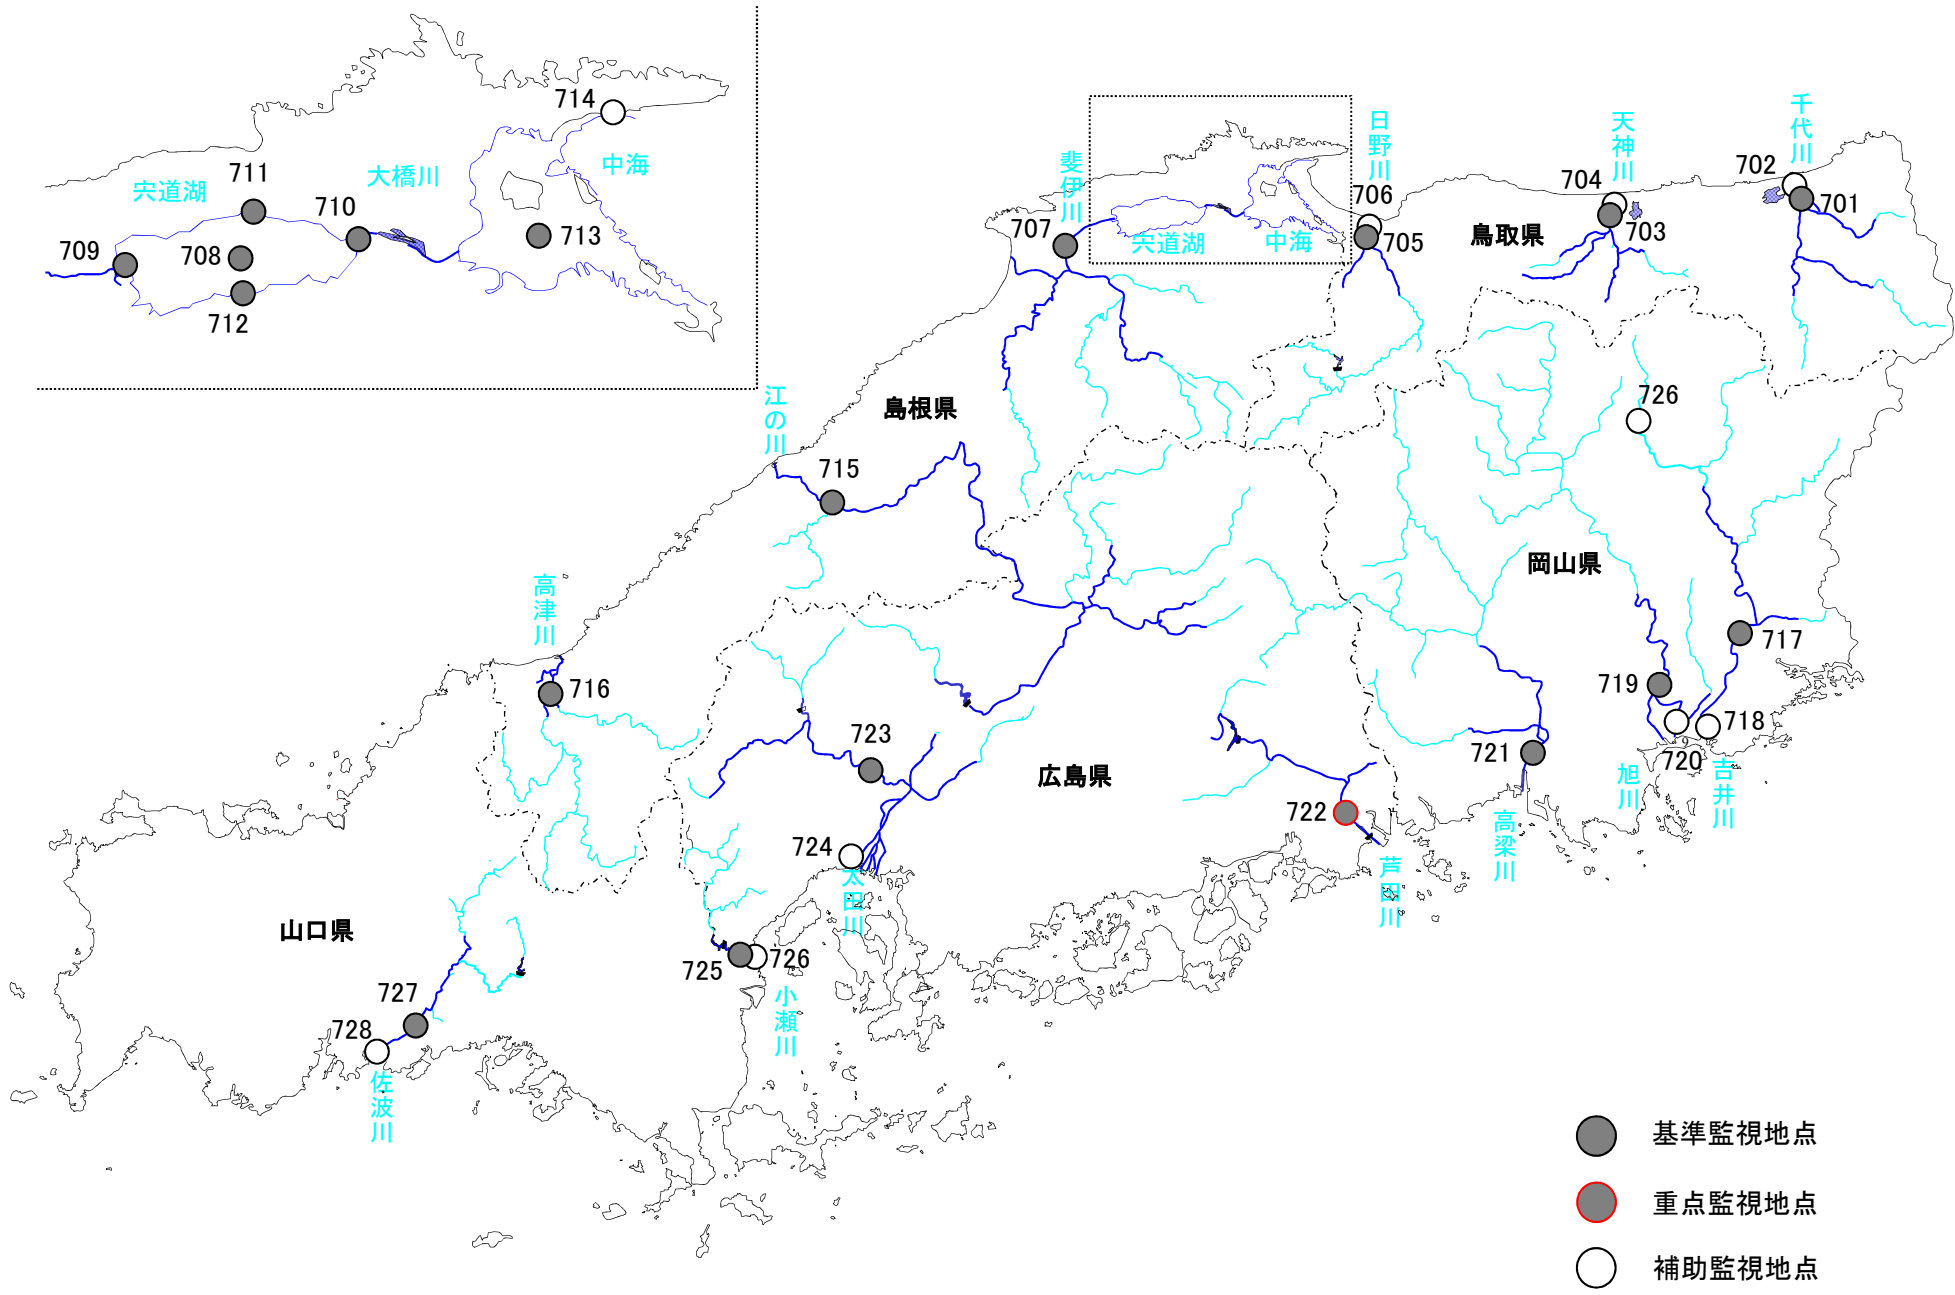 714
中海
711
宍道湖
大橋川
710
709
708
713
712
千代川
天神川
日野川
斐伊川
702
701
704
703
706
705
707
宍道湖
中海
鳥取県
島根県
江の川
726
715
岡山県
高津川
717
716
719
718
720
721
723
広島県
旭川
吉井川
722
高梁川
724
太田川
芦田川
山口県
725
726
小瀬川
727
728
佐波川
基準監視地点
重点監視地点
補助監視地点